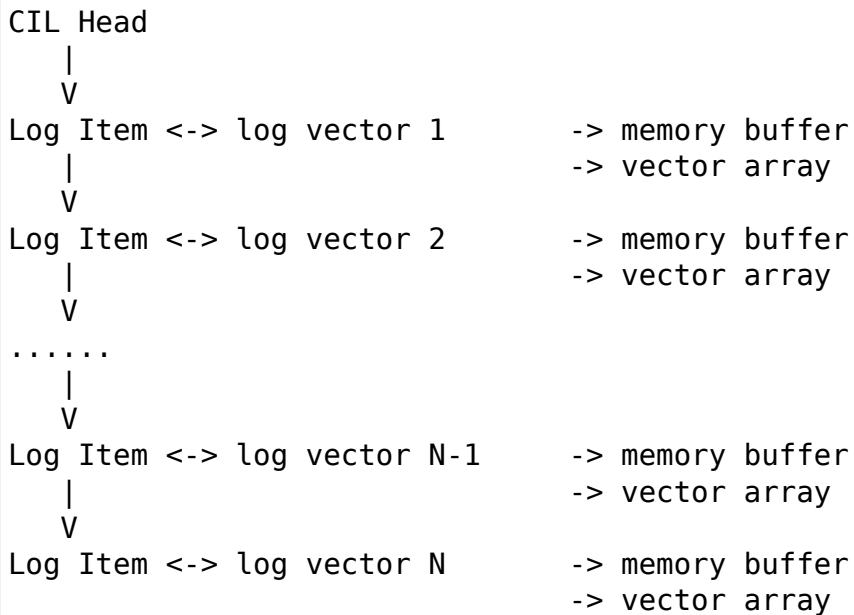 CIL Head
   |
   V
Log Item <-> log vector 1       -> memory buffer
   |                            -> vector array
   V
Log Item <-> log vector 2       -> memory buffer
   |                            -> vector array
   V
......
   |
   V
Log Item <-> log vector N-1     -> memory buffer
   |                            -> vector array
   V
Log Item <-> log vector N       -> memory buffer
                                -> vector array